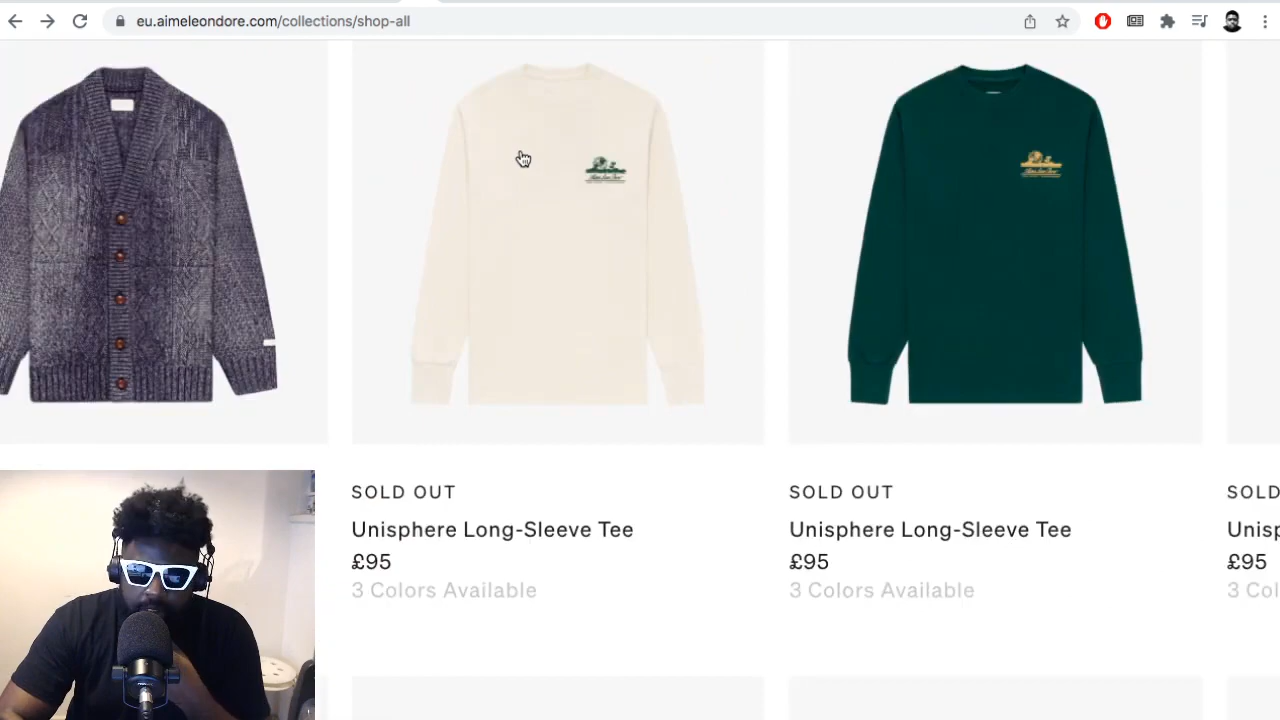 eu.aimeleondore.com/collections/shop-all
SOLD OUT
Unisphere Long-Sleeve Tee
£95
3 Colors Available
SOLD OUT
Unisphere Long-Sleeve Tee
£95
3 Colors Available
SOLD
Unisp
£95
3 Col